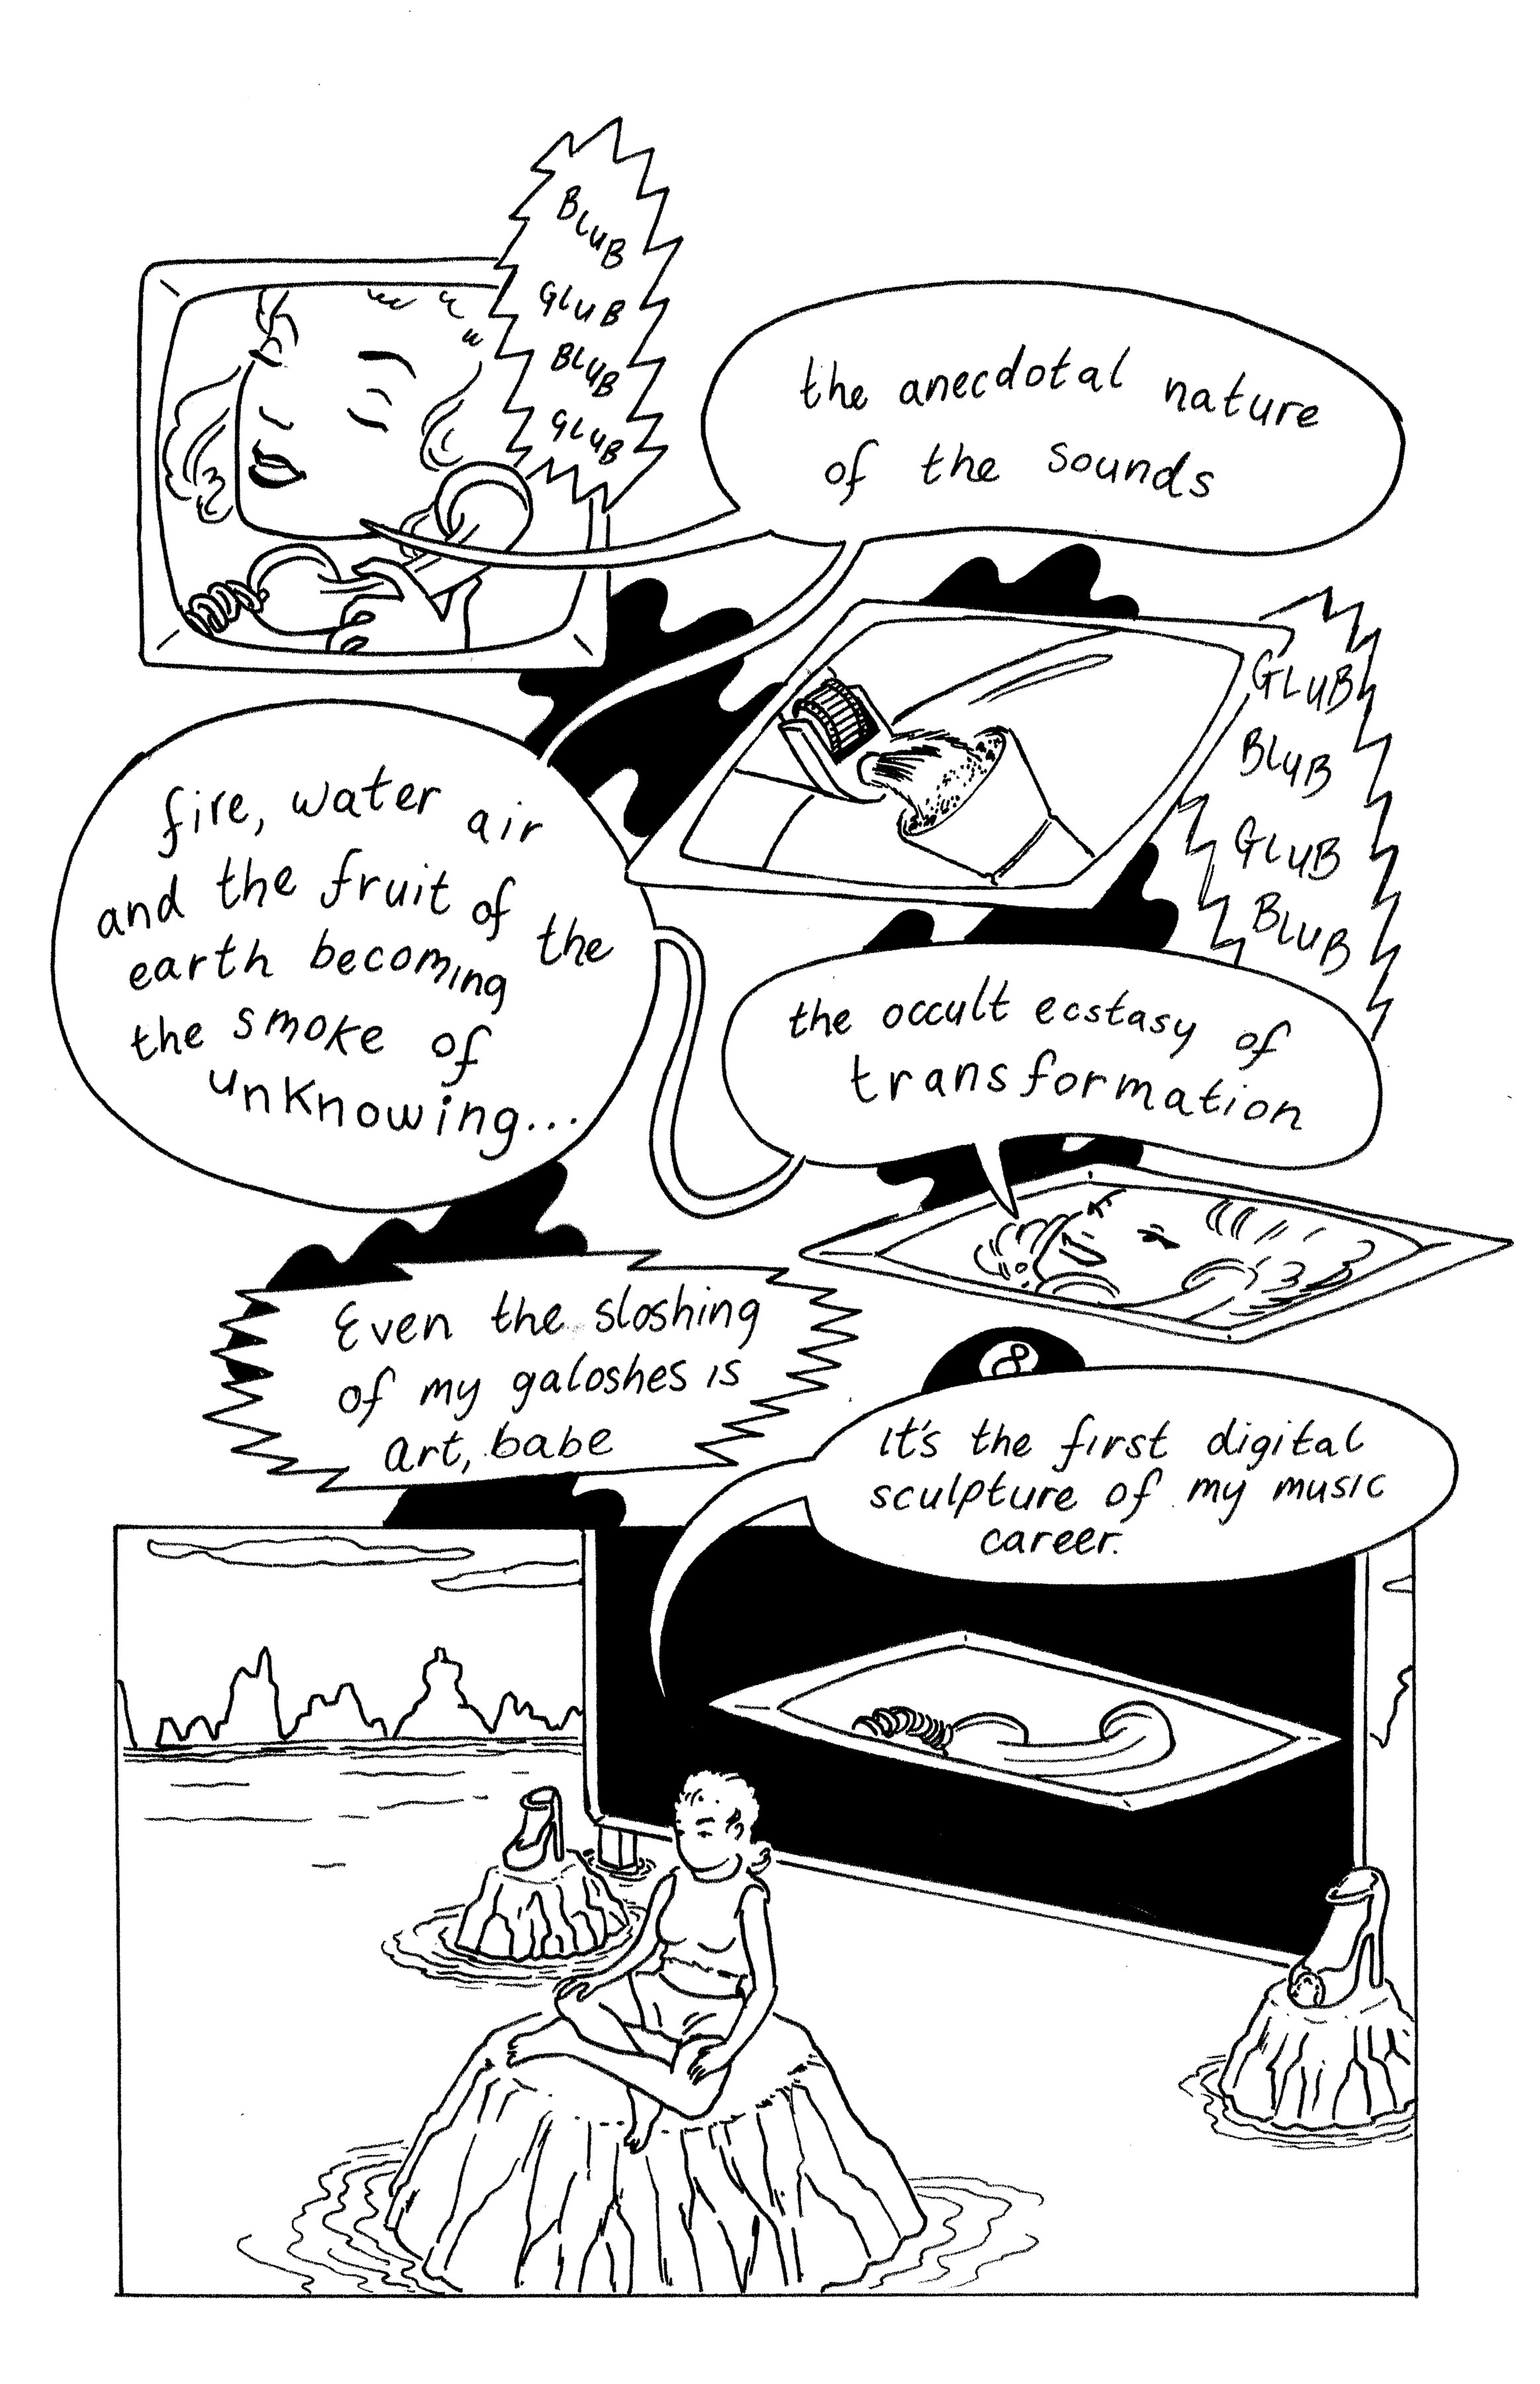 BLUB
GLUB
BLUB
GLUB
the anecdotal nature
of the sounds
GLUB
BLUB
GLUB
BLUB
fire, water air
and the fruit of the
earth becoming
the smoke of
unknowing...
the occult ecstasy of
transformation
Even the sloshing
of my galoshes is
art, babe
8
It's the first digital
sculpture of my music
career.